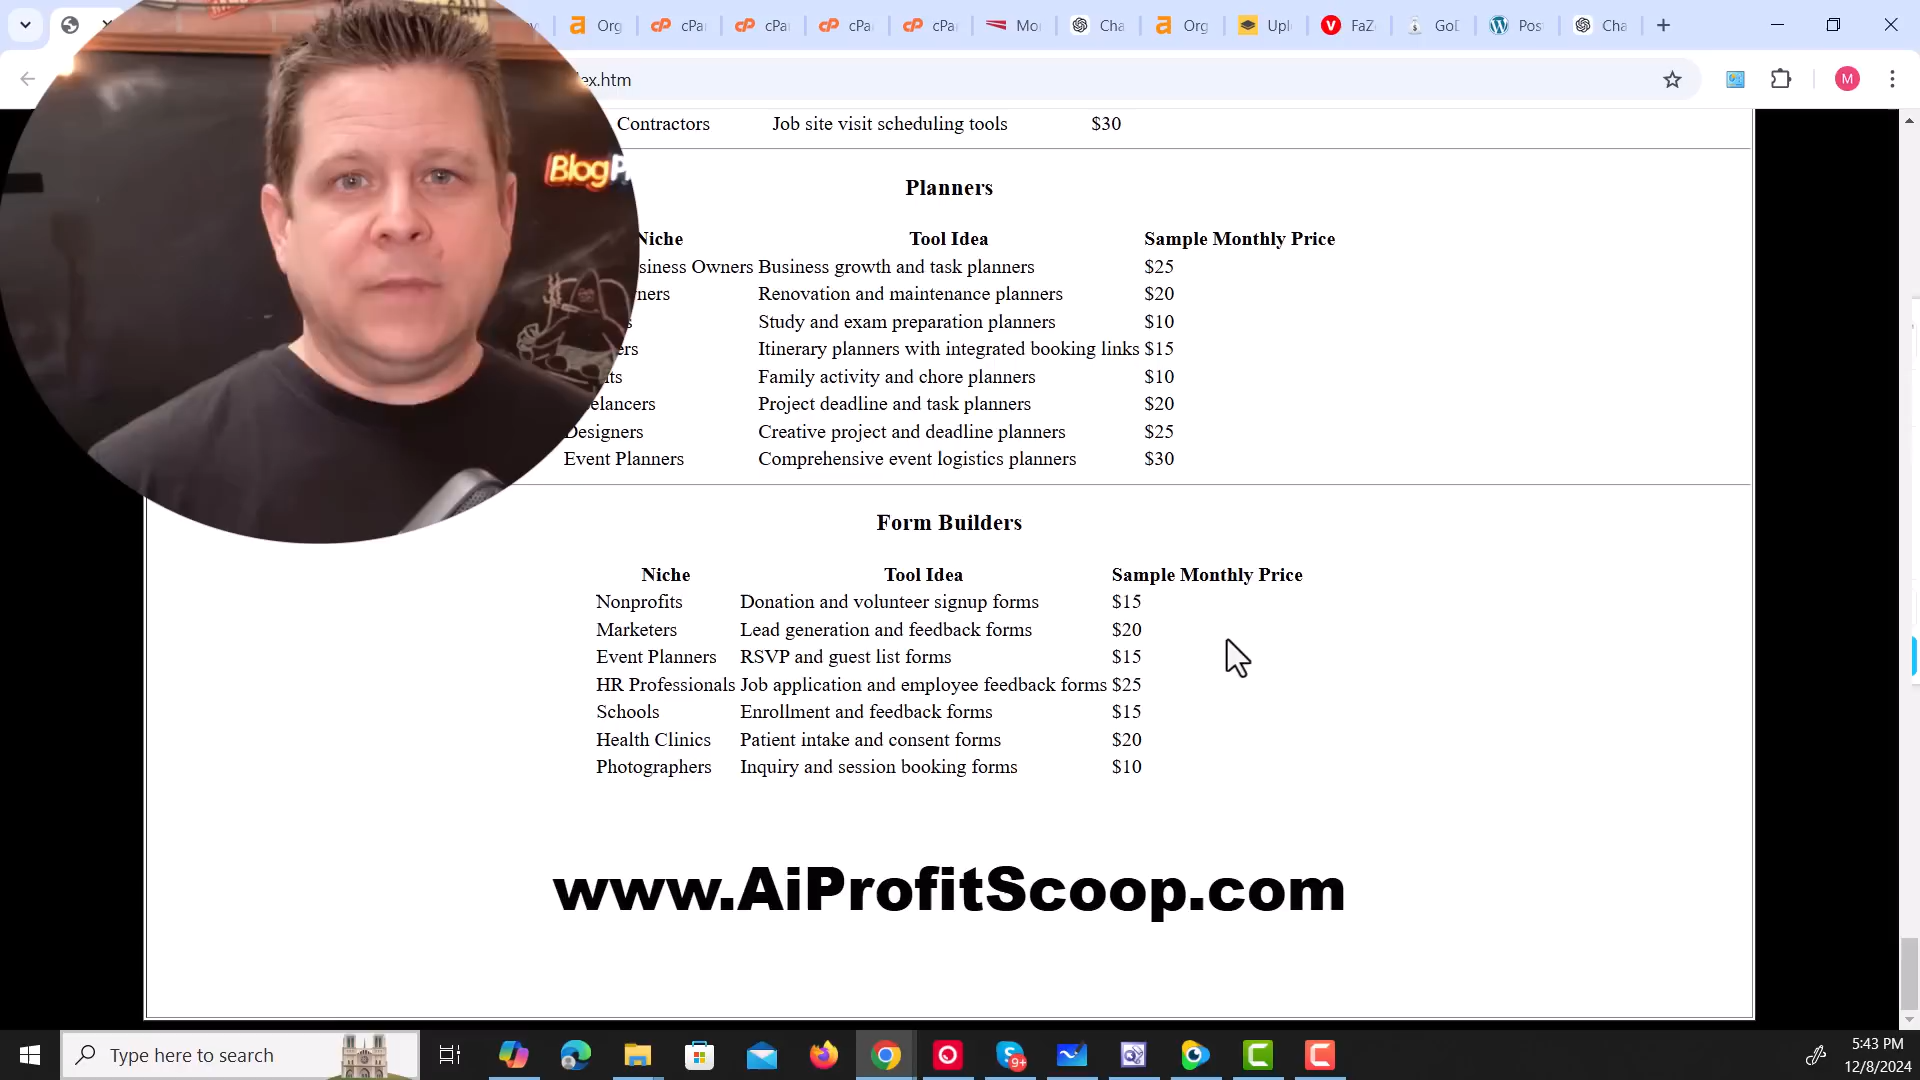 Org
cPa
cPa
cPa
cPa
Mo
Cha
Org
Upl
FaZ
GoD
Pos
Cha
ex.htm
M
Contractors Job site visit scheduling tools $30
Planners
Niche Tool Idea Sample Monthly Price
siness Owners Business growth and task planners $25
ners Renovation and maintenance planners $20
s Study and exam preparation planners $10
ers Itinerary planners with integrated booking links $15
ts Family activity and chore planners $10
elancers Project deadline and task planners $20
Designers Creative project and deadline planners $25
Event Planners Comprehensive event logistics planners $30
BlogP
Form Builders
Niche Tool Idea Sample Monthly Price
Nonprofits Donation and volunteer signup forms $15
Marketers Lead generation and feedback forms $20
Event Planners RSVP and guest list forms $15
HR Professionals Job application and employee feedback forms $25
Schools Enrollment and feedback forms $15
Health Clinics Patient intake and consent forms $20
Photographers Inquiry and session booking forms $10
www.AiProfitScoop.com
Type here to search
9+
5:43 PM
12/8/2024